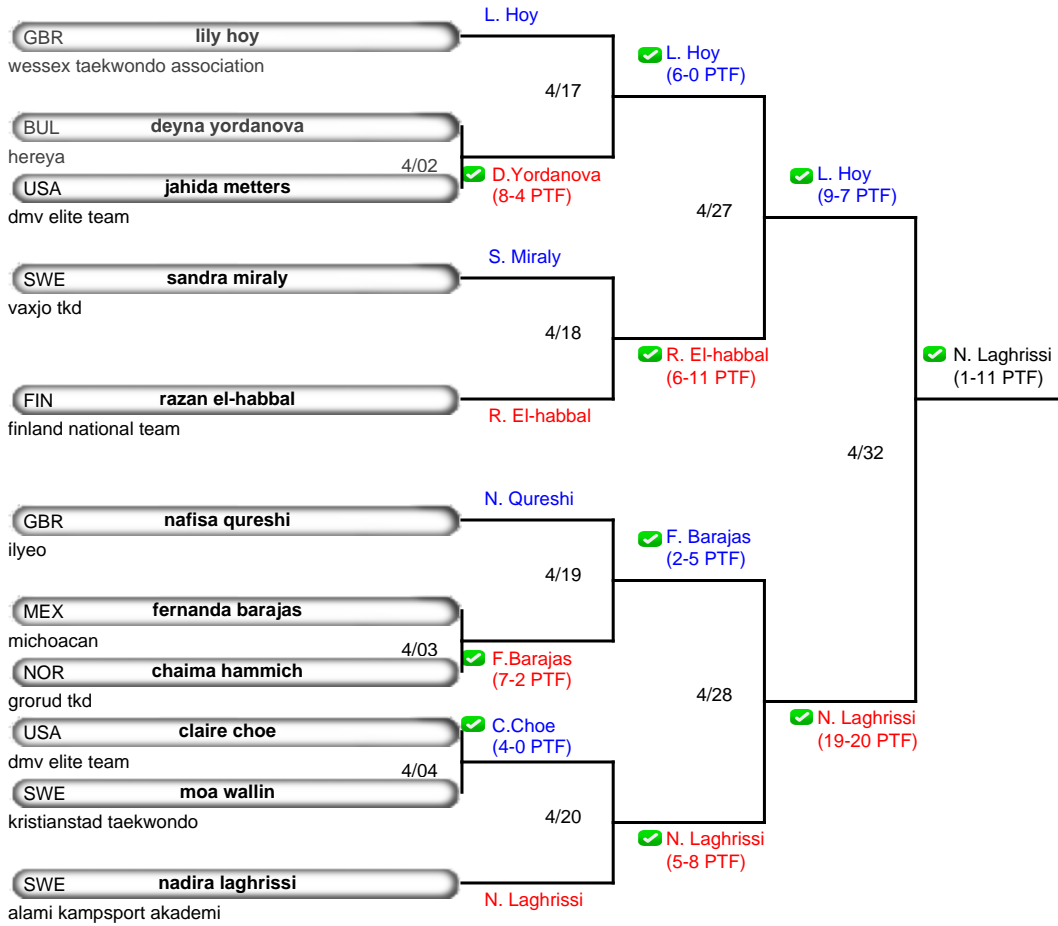 L. Hoy
GBR lily hoy
wessex taekwondo association
L. Hoy
(6-0 PTF)
4/17
BUL deyna yordanova
hereya
4/02
D.Yordanova
(8-4 PTF)
USA jahida metters
dmv elite team
L. Hoy
(9-7 PTF)
4/27
S. Miraly
SWE sandra miraly
vaxjo tkd
4/18
R. El-habbal
(6-11 PTF)
FIN razan el-habbal
R. El-habbal
finland national team
N. Laghrissi
(1-11 PTF)
4/32
N. Qureshi
GBR nafisa qureshi
ilyeo
F. Barajas
(2-5 PTF)
4/19
MEX fernanda barajas
michoacan
4/03
F.Barajas
(7-2 PTF)
NOR chaima hammich
grorud tkd
4/28
N. Laghrissi
(19-20 PTF)
USA claire choe
C.Choe
(4-0 PTF)
dmv elite team
4/04
SWE moa wallin
kristianstad taekwondo
4/20
N. Laghrissi
(5-8 PTF)
SWE nadira laghrissi
N. Laghrissi
alami kampsport akademi